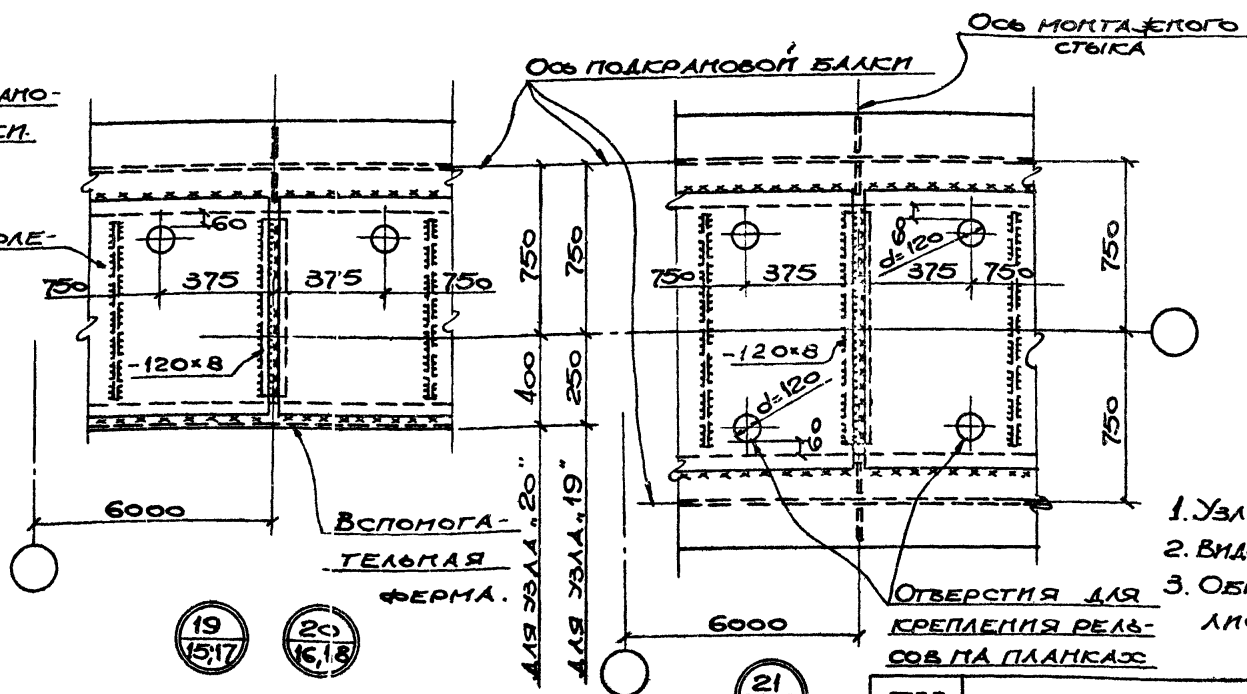 Ось монтажного
стыка
Ось подкрановой балки
60
750
375
375
750
-120×8
750
750
400
250
6000
Вспомога-
тельная
ферма.
для узла „20"
для узла „19"
19
15;17
20
16,18
60
d=120
750
375
375
750
-120×8
d=120
60
750
750
6000
Отверстия для
крепления рель-
сов на планках
21
1. Узл
2. Вид
3. Обр